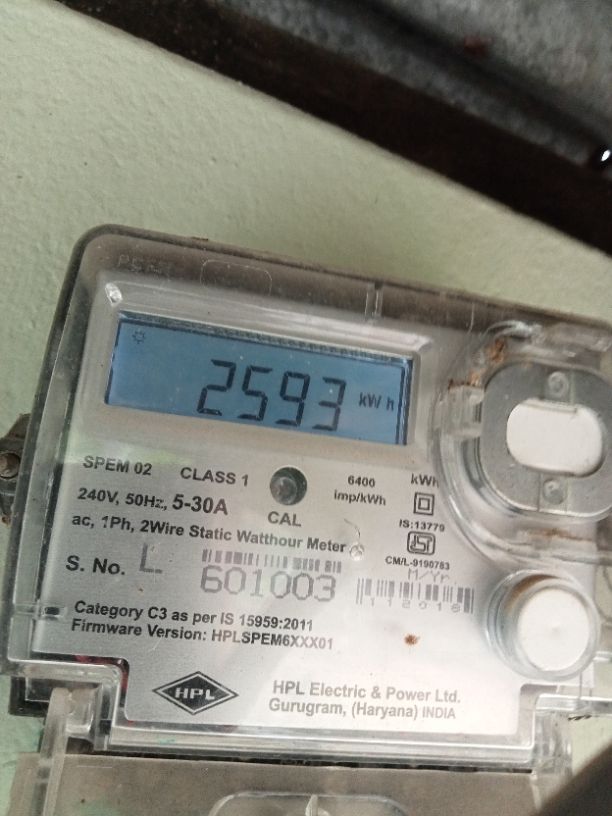 2593 kWh
SPEM 02 CLASS 1
6400 imp/kWh
kWh
240V, 50Hz, 5-30A
CAL
IS:13779
ac, 1Ph, 2Wire Static Watthour Meter
CM/L-9190783
S. No. L 601003
M/Yr.
112018
Category C3 as per IS 15959:2011
Firmware Version: HPLSPEM6XXX01
HPL
HPL Electric & Power Ltd.
Gurugram, (Haryana) INDIA